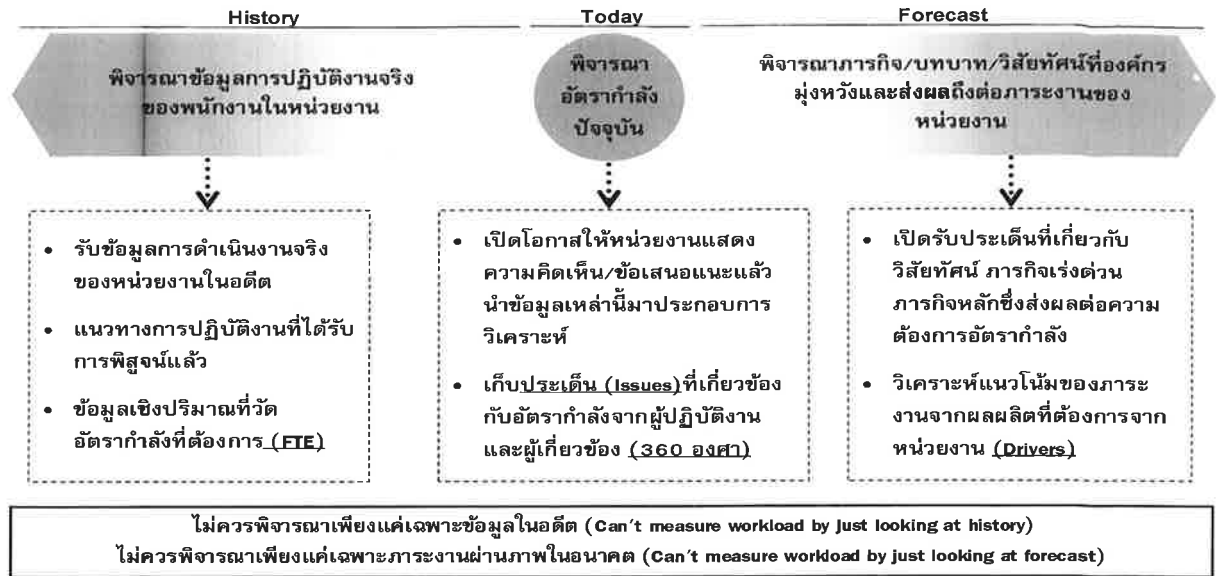 History
Today
Forecast
พิจารณาข้อมูลการปฏิบัติงานจริง
ของพนักงานในหน่วยงาน
พิจารณา
อัตรากำลัง
ปัจจุบัน
พิจารณาภารกิจ/บทบาท/วิสัยทัศน์ที่องค์กร
มุ่งหวังและส่งผลถึงต่อภาระงานของ
หน่วยงาน
• รับข้อมูลการดำเนินงานจริง
ของหน่วยงานในอดีต
• แนวทางการปฏิบัติงานที่ได้รับ
การพิสูจน์แล้ว
• ข้อมูลเชิงปริมาณที่วัด
อัตรากำลังที่ต้องการ (FTE)
• เปิดโอกาสให้หน่วยงานแสดง
ความคิดเห็น/ข้อเสนอแนะแล้ว
นำข้อมูลเหล่านี้มาประกอบการ
วิเคราะห์
• เก็บประเด็น (Issues)ที่เกี่ยวข้อง
กับอัตรากำลังจากผู้ปฏิบัติงาน
และผู้เกี่ยวข้อง (360 องศา)
• เปิดรับประเด็นที่เกี่ยวกับ
วิสัยทัศน์ ภารกิจเร่งด่วน
ภารกิจหลักซึ่งส่งผลต่อความ
ต้องการอัตรากำลัง
• วิเคราะห์แนวโน้มของภาระ
งานจากผลผลิตที่ต้องการจาก
หน่วยงาน (Drivers)
ไม่ควรพิจารณาเพียงแค่เฉพาะข้อมูลในอดีต (Can't measure workload by just looking at history)
ไม่ควรพิจารณาเพียงแค่เฉพาะภาระงานผ่านภาพในอนาคต (Can't measure workload by just looking at forecast)